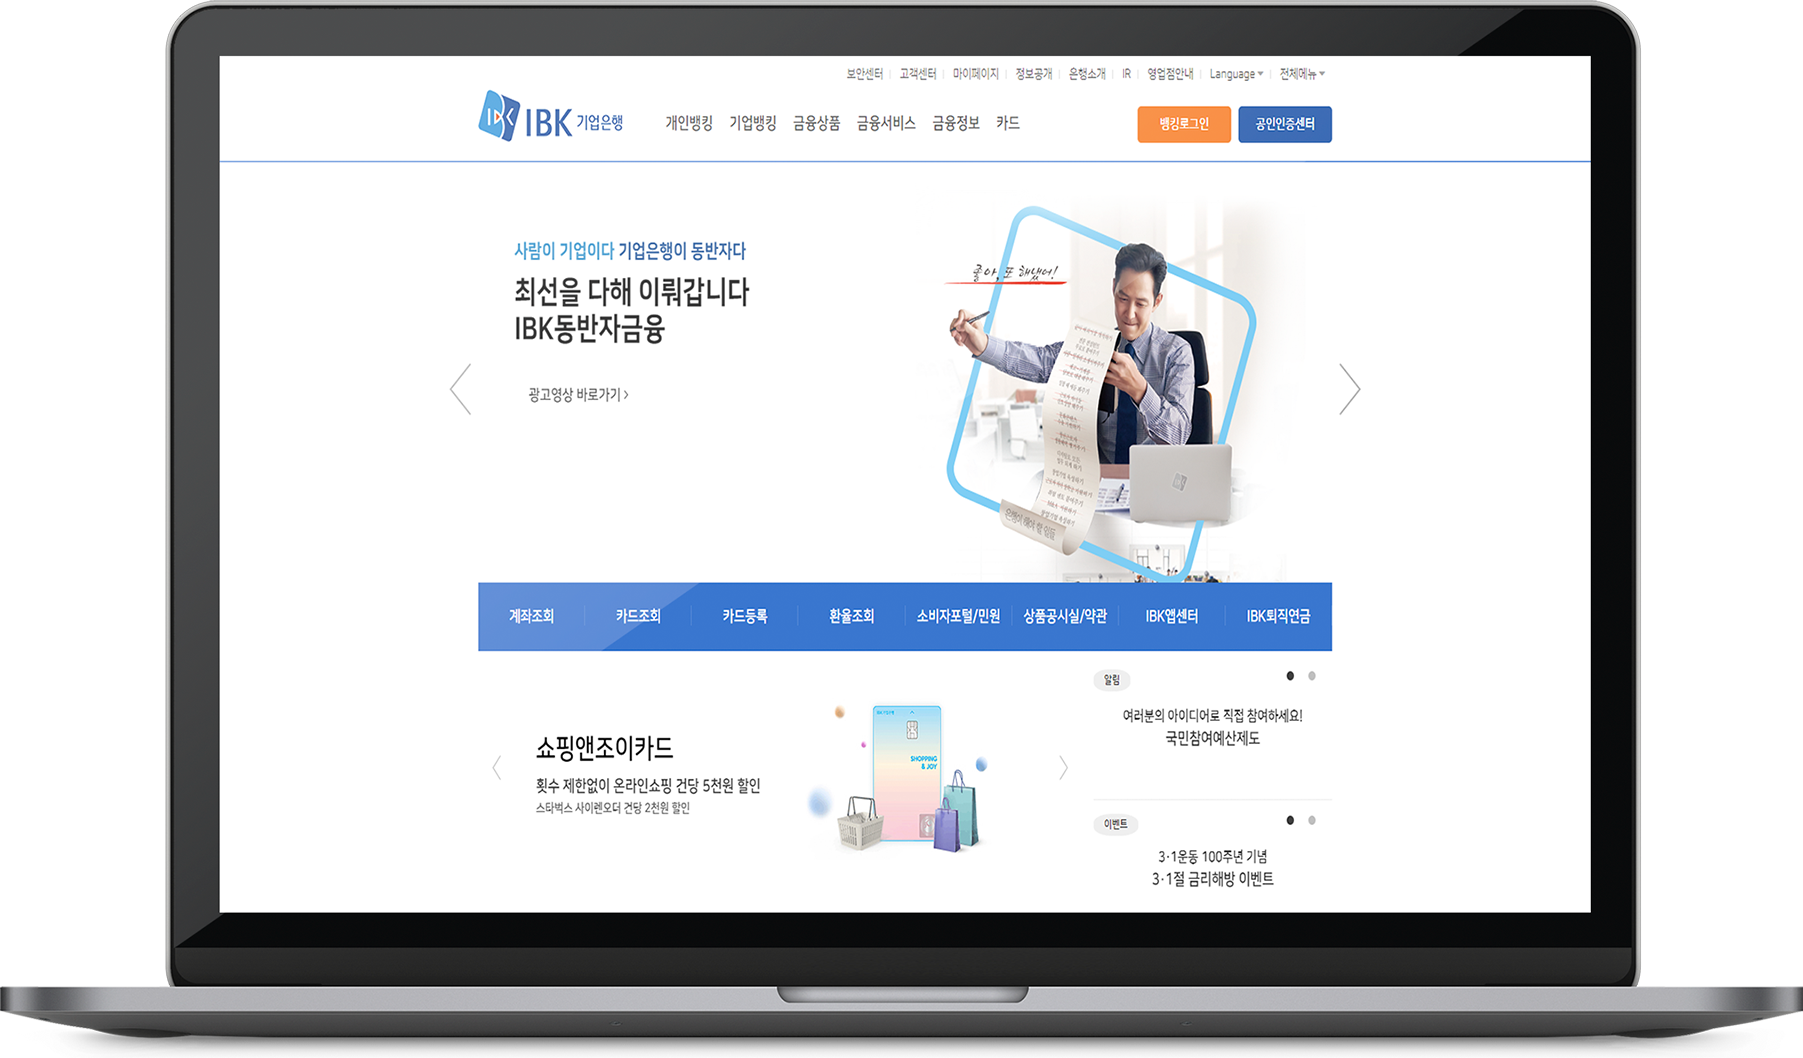 보안센터 고객센터 마이페이지 정보공개 은행소개 IR 영업점안내 Language 전체메뉴
IBK
IBK 기업은행
개인뱅킹 기업뱅킹 금융상품 금융서비스 금융정보 카드
뱅킹로그인 공인인증센터
사람이 기업이다 기업은행이 동반자다
최선을 다해 이뤄갑니다
IBK동반자금융
광고영상 바로가기 >
좋아, 또 해냈어!
은행이 해야 할 일들
계좌조회 카드조회 카드등록 환율조회 소비자포털/민원 상품공시실/약관 IBK앱센터 IBK퇴직연금
쇼핑앤조이카드
횟수 제한없이 온라인쇼핑 건당 5천원 할인
스타벅스 사이렌오더 건당 2천원 할인
SHOPPING
& JOY
알림
여러분의 아이디어로 직접 참여하세요!
국민참여예산제도
이벤트
3·1운동 100주년 기념
3·1절 금리해방 이벤트